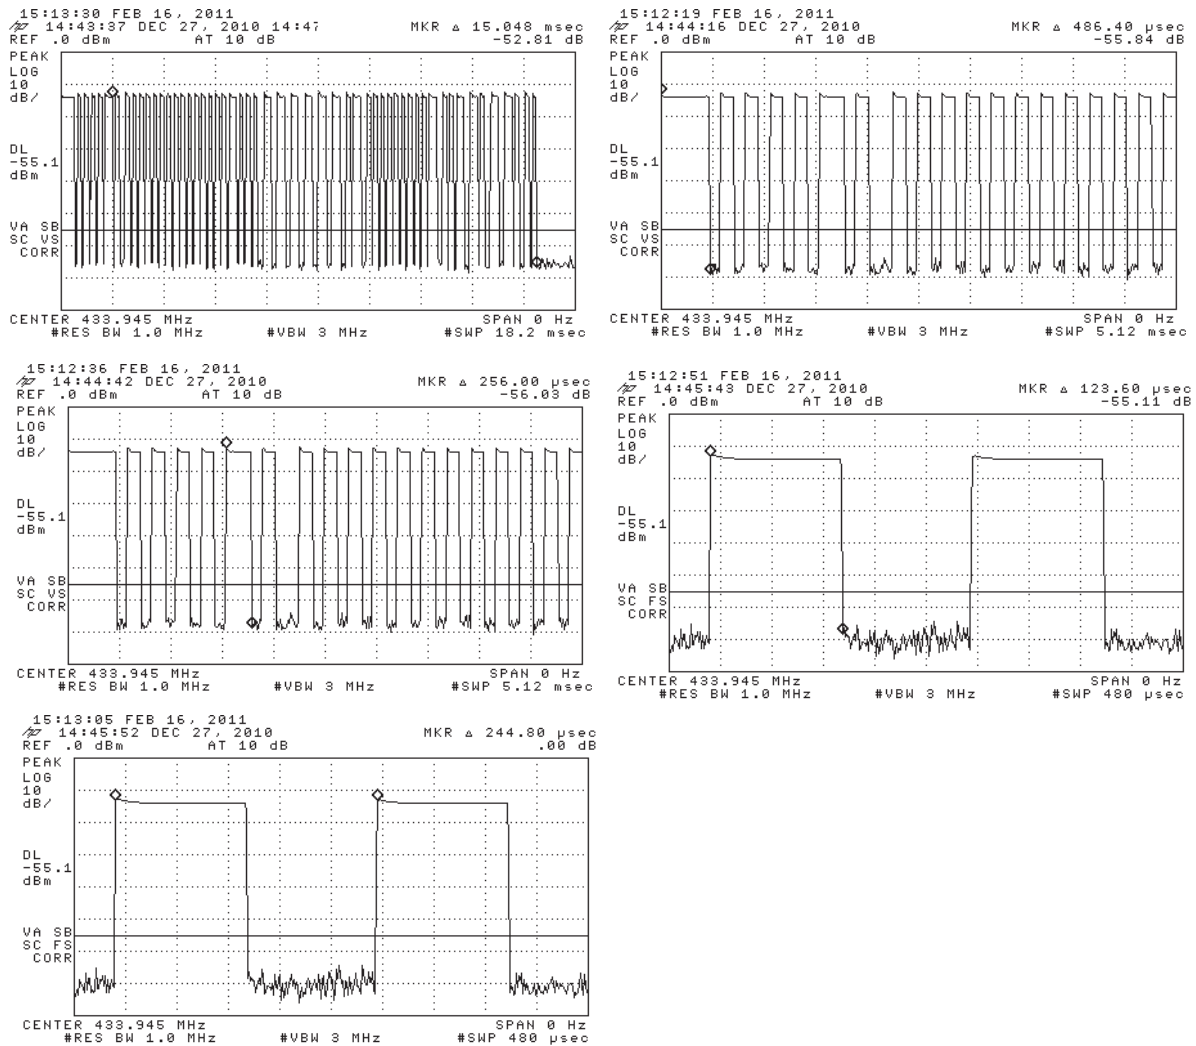 15:13:30 FEB 16, 2011
hp 14:43:37 DEC 27, 2010 14:47
MKR Δ 15.048 msec
REF .0 dBm AT 10 dB -52.81 dB
PEAK
LOG
10
dB/
DL
-55.1
dBm
VA SB
SC VS
CORR
CENTER 433.945 MHz SPAN 0 Hz
#RES BW 1.0 MHz #VBW 3 MHz #SWP 18.2 msec
15:12:19 FEB 16, 2011
hp 14:44:16 DEC 27, 2010 MKR Δ 486.40 µsec
REF .0 dBm AT 10 dB -55.84 dB
PEAK
LOG
10
dB/
DL
-55.1
dBm
VA SB
SC VS
CORR
CENTER 433.945 MHz SPAN 0 Hz
#RES BW 1.0 MHz #VBW 3 MHz #SWP 5.12 msec
15:12:36 FEB 16, 2011
hp 14:44:42 DEC 27, 2010 MKR Δ 256.00 µsec
REF .0 dBm AT 10 dB -56.03 dB
PEAK
LOG
10
dB/
DL
-55.1
dBm
VA SB
SC VS
CORR
CENTER 433.945 MHz SPAN 0 Hz
#RES BW 1.0 MHz #VBW 3 MHz #SWP 5.12 msec
15:12:51 FEB 16, 2011
hp 14:45:43 DEC 27, 2010 MKR Δ 123.60 µsec
REF .0 dBm AT 10 dB -55.11 dB
PEAK
LOG
10
dB/
DL
-55.1
dBm
VA SB
SC FS
CORR
CENTER 433.945 MHz SPAN 0 Hz
#RES BW 1.0 MHz #VBW 3 MHz #SWP 480 µsec
15:13:05 FEB 16, 2011
hp 14:45:52 DEC 27, 2010 MKR Δ 244.80 µsec
REF .0 dBm AT 10 dB .00 dB
PEAK
LOG
10
dB/
DL
-55.1
dBm
VA SB
SC FS
CORR
CENTER 433.945 MHz SPAN 0 Hz
#RES BW 1.0 MHz #VBW 3 MHz #SWP 480 µsec